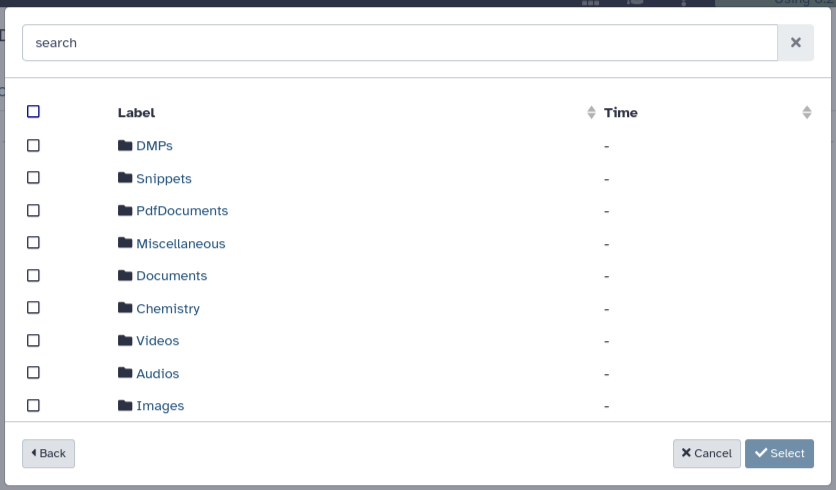 search
Label Time
DMPs -
Snippets -
PdfDocuments -
Miscellaneous -
Documents -
Chemistry -
Videos -
Audios -
Images -
Back Cancel Select